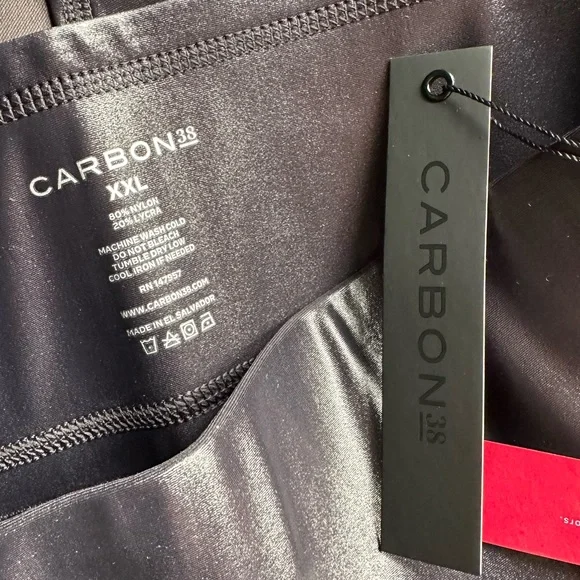 CARBON38
XXL
80% NYLON
20% LYCRA
MACHINE WASH COLD
DO NOT BLEACH
TUMBLE DRY LOW
COOL IRON IF NEEDED
RN 147957
WWW.CARBON38.COM
MADE IN EL SALVADOR
CARBON38
ors.